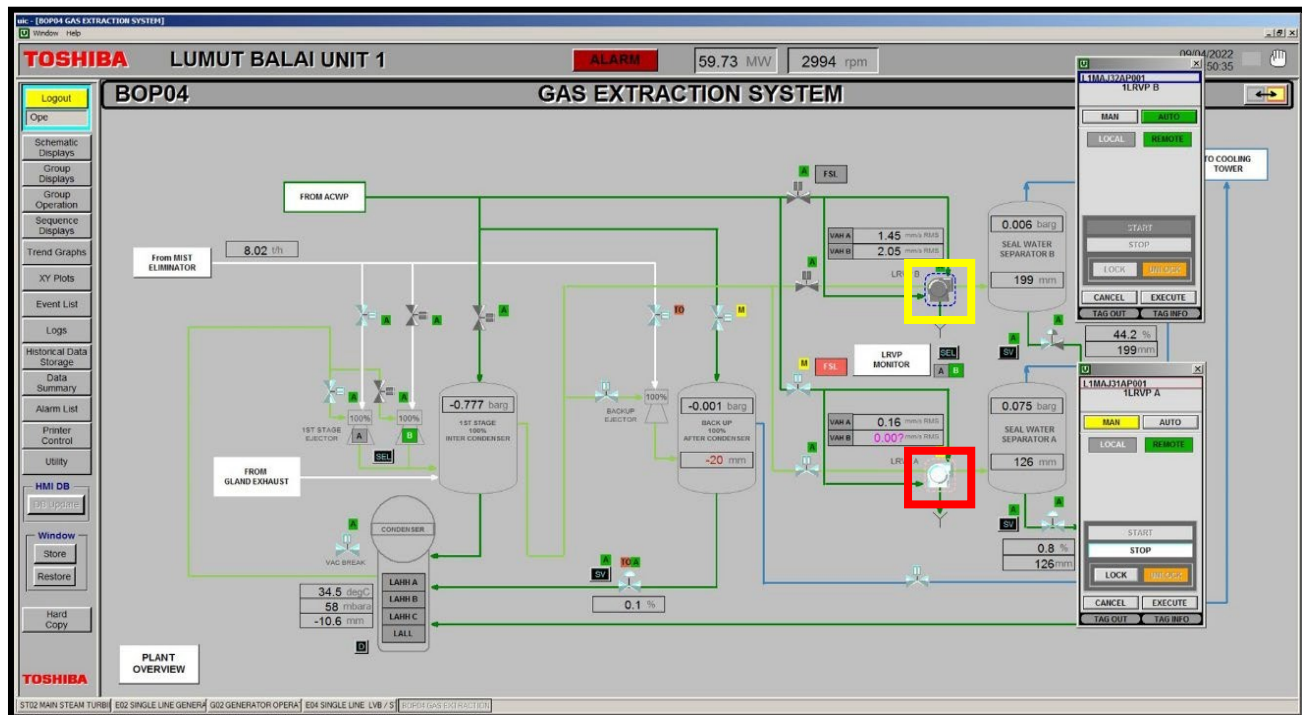 uic - [BOP04 GAS EXTRACTION SYSTEM]
Window Help
TOSHIBA
LUMUT BALAI UNIT 1
ALARM
59.73 MW
2994 rpm
09/04/2022
50:35
Logout
Ope
Schematic
Displays
Group
Displays
Group
Operation
Sequence
Displays
Trend Graphs
XY Plots
Event List
Logs
Historical Data
Storage
Data
Summary
Alarm List
Printer
Control
Utility
HMI DB
DB Update
Window
Store
Restore
Hard
Copy
TOSHIBA
BOP04
GAS EXTRACTION SYSTEM
FROM ACWP
From MIST
ELIMINATOR
8.02 t/h
A
FSL
VAH A 1.45 mm/s RMS
VAH B 2.05 mm/s RMS
A
0.006 barg
SEAL WATER
SEPARATOR B
199 mm
TO COOLING
TOWER
A
A
A
TO
M
A
SV
44.2 %
199 mm
LRVP
MONITOR
SEL
A B
M
FSL
A
A
100%
100%
1ST STAGE
EJECTOR
A
B
SEL
-0.777 barg
1ST STAGE
100%
INTER CONDENSER
BACKUP
EJECTOR
100%
-0.001 barg
BACK UP
100%
AFTER CONDENSER
-20 mm
VAH A 0.16 mm/s RMS
VAH B 0.00? mm/s RMS
A
0.075 barg
SEAL WATER
SEPARATOR A
126 mm
A
SV
0.8 %
126 mm
FROM
GLAND EXHAUST
CONDENSER
A
VAC BREAK
LAHH A
LAHH B
LAHH C
LALL
34.5 degC
58 mbara
-10.6 mm
D
A
SV
TO A
0.1 %
PLANT
OVERVIEW
L1MAJ32AP001
1LRVP B
MAN AUTO
LOCAL REMOTE
START
STOP
LOCK UNLOCK
CANCEL EXECUTE
TAG OUT TAG INFO
L1MAJ31AP001
1LRVP A
MAN AUTO
LOCAL REMOTE
START
STOP
LOCK UNLOCK
CANCEL EXECUTE
TAG OUT TAG INFO
ST02 MAIN STEAM TURBI E02 SINGLE LINE GENERA G02 GENERATOR OPERAT E04 SINGLE LINE LVB / S BOP04 GAS EXTRACTION